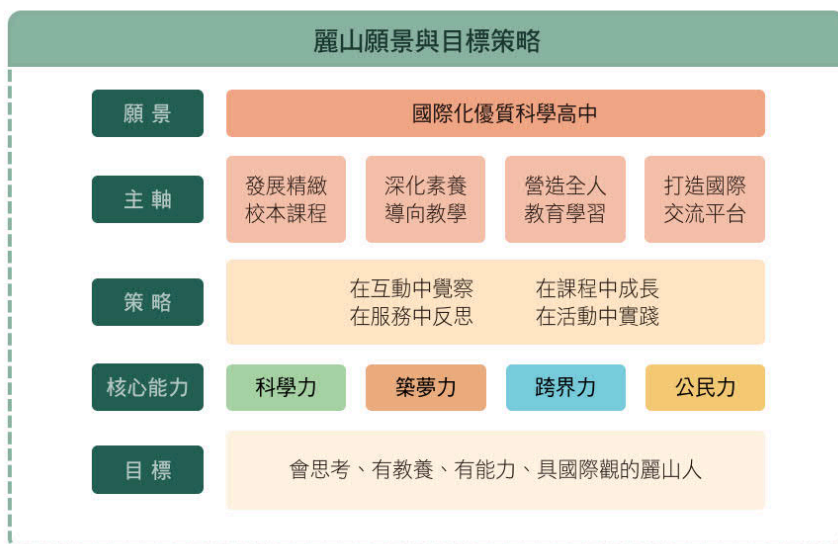 麗山願景與目標策略
願景
國際化優質科學高中
主軸
發展精緻
校本課程
深化素養
導向教學
營造全人
教育學習
打造國際
交流平台
策略
在互動中覺察 在課程中成長
在服務中反思 在活動中實踐
核心能力
科學力
築夢力
跨界力
公民力
目標
會思考、有教養、有能力、具國際觀的麗山人